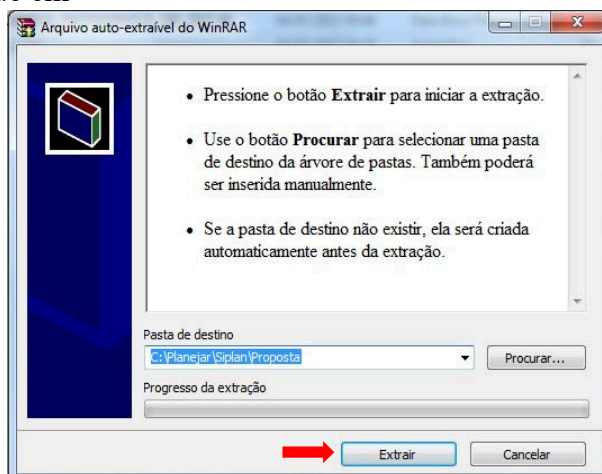 Arquivo auto-extraível do WinRAR
• Pressione o botão Extrair para iniciar a extração.
• Use o botão Procurar para selecionar uma pasta
de destino da árvore de pastas. Também poderá
ser inserida manualmente.
• Se a pasta de destino não existir, ela será criada
automaticamente antes da extração.
Pasta de destino
C:\Planejar\Siplan\Proposta
Procurar...
Progresso da extração
Extrair
Cancelar